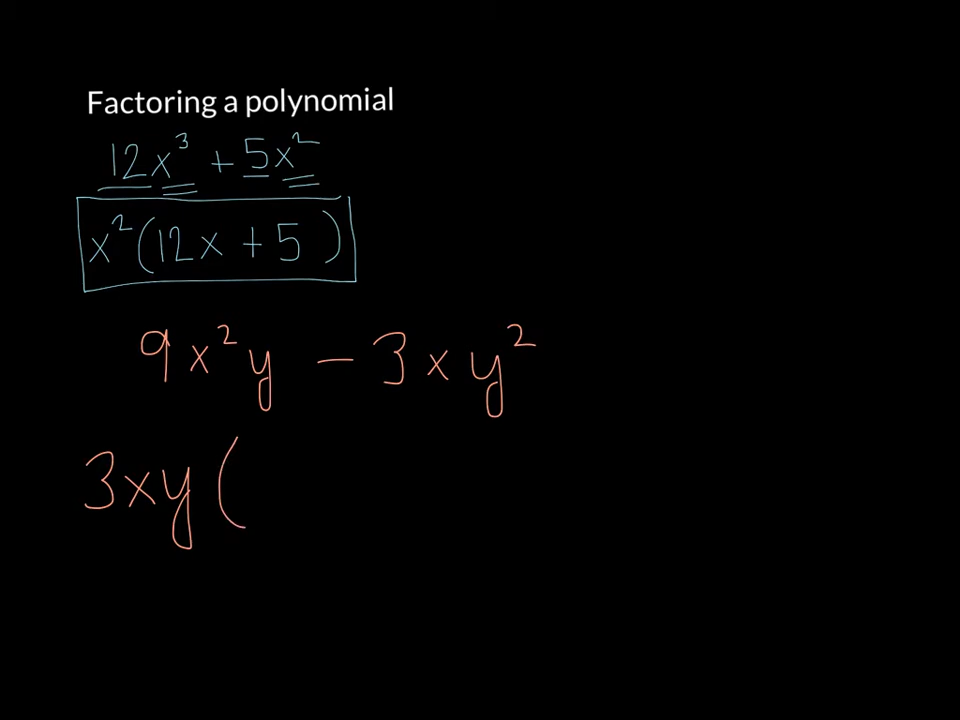 Factoring a polynomial
12x³ + 5x²
x²(12x + 5)
9x²y - 3xy²
3xy(